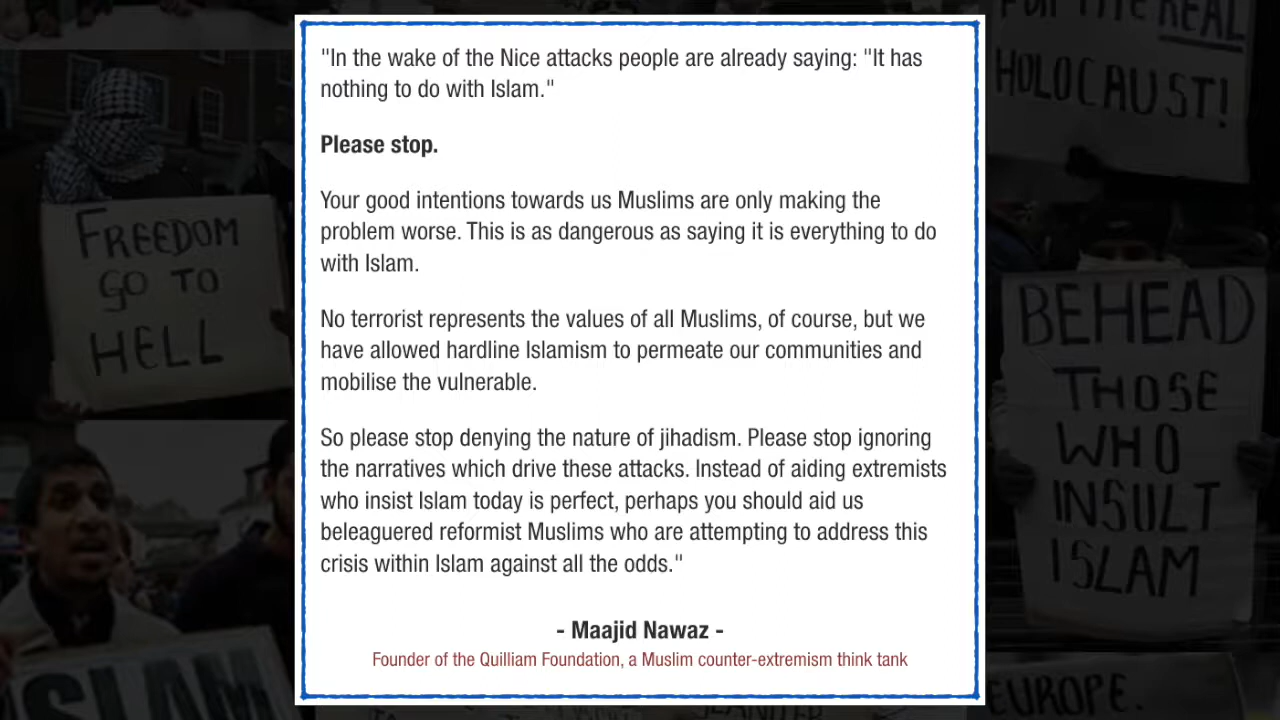 "In the wake of the Nice attacks people are already saying: "It has
nothing to do with Islam."
Please stop.
Your good intentions towards us Muslims are only making the
problem worse. This is as dangerous as saying it is everything to do
with Islam.
No terrorist represents the values of all Muslims, of course, but we
have allowed hardline Islamism to permeate our communities and
mobilise the vulnerable.
So please stop denying the nature of jihadism. Please stop ignoring
the narratives which drive these attacks. Instead of aiding extremists
who insist Islam today is perfect, perhaps you should aid us
beleaguered reformist Muslims who are attempting to address this
crisis within Islam against all the odds."
- Maajid Nawaz -
Founder of the Quilliam Foundation, a Muslim counter-extremism think tank
FREEDOM
GO TO
HELL
FOR THE REAL
HOLOCAUST!
BEHEAD
THOSE
WHO
INSULT
ISLAM
ISLAM
EUROPE.